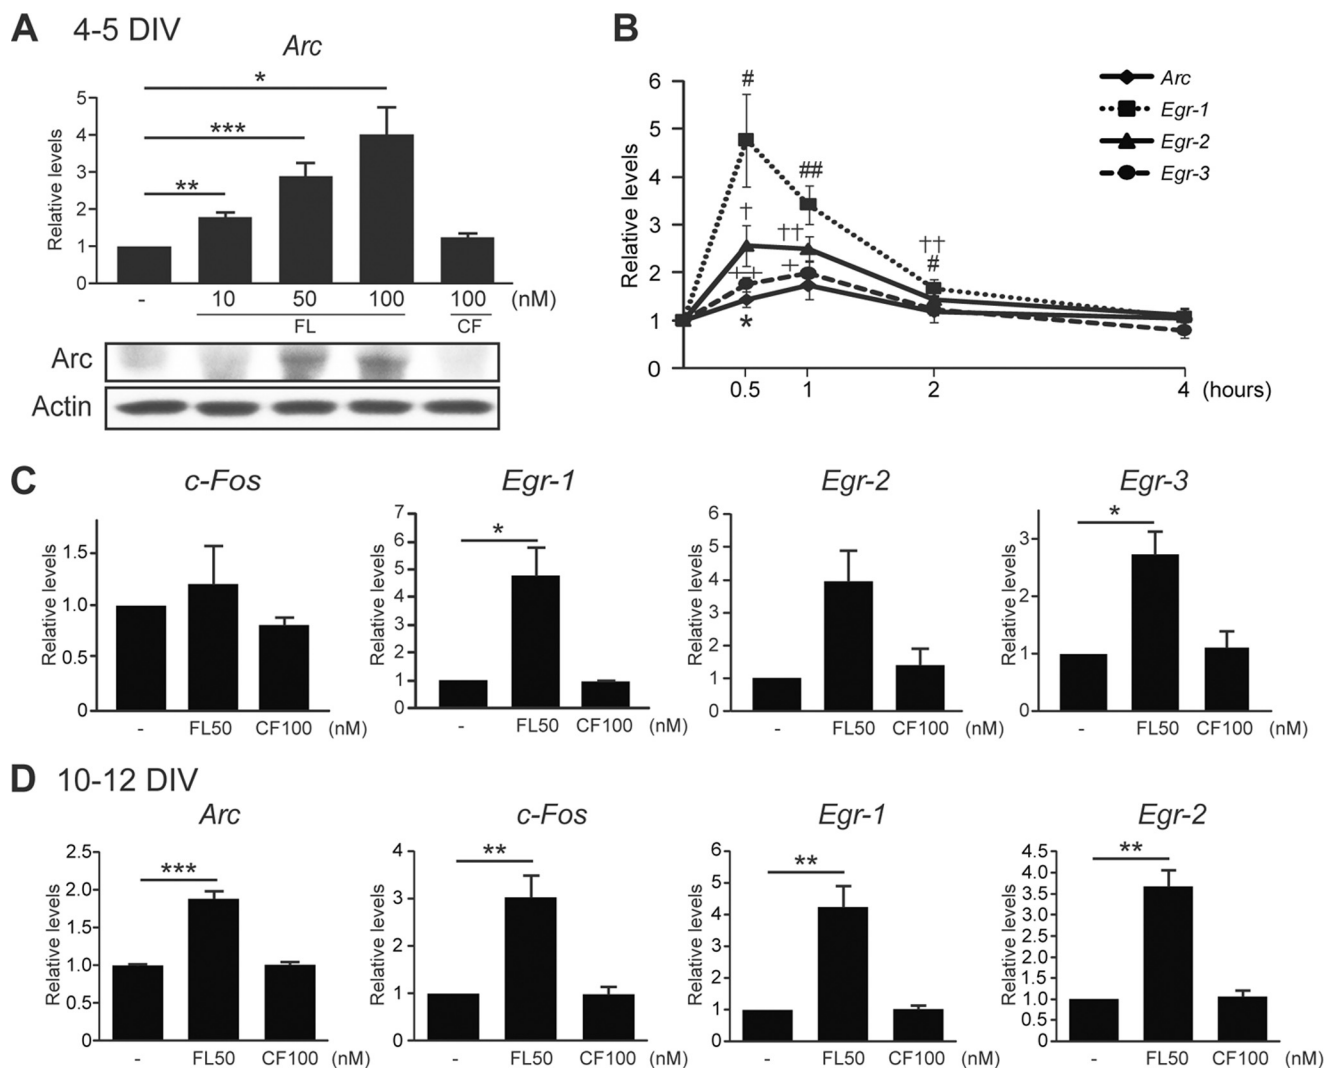 A 4-5 DIV
Arc
*
***
**
Relative levels
5
4
3
2
1
0
- 10 50 100 100 (nM)
FL CF
Arc
Actin
B
Relative levels
6
5
4
3
2
1
0
#
##
†
††
††
#
++
+
*
Arc
Egr-1
Egr-2
Egr-3
0.5 1 2 4 (hours)
C
c-Fos
Relative levels
1.5
1.0
0.5
0
- FL50 CF100 (nM)
Egr-1
*
Relative levels
7
6
5
4
3
2
1
0
- FL50 CF100 (nM)
Egr-2
Relative levels
6
5
4
3
2
1
0
- FL50 CF100 (nM)
Egr-3
*
Relative levels
3
2
1
0
- FL50 CF100 (nM)
D 10-12 DIV
Arc
***
Relative levels
2.5
2.0
1.5
1.0
0.5
0
- FL50 CF100 (nM)
c-Fos
**
Relative levels
4
3
2
1
0
- FL50 CF100 (nM)
Egr-1
**
Relative levels
6
5
4
3
2
1
0
- FL50 CF100 (nM)
Egr-2
**
Relative levels
4.5
4.0
3.5
3.0
2.5
2.0
1.5
1.0
0.5
0
- FL50 CF100 (nM)